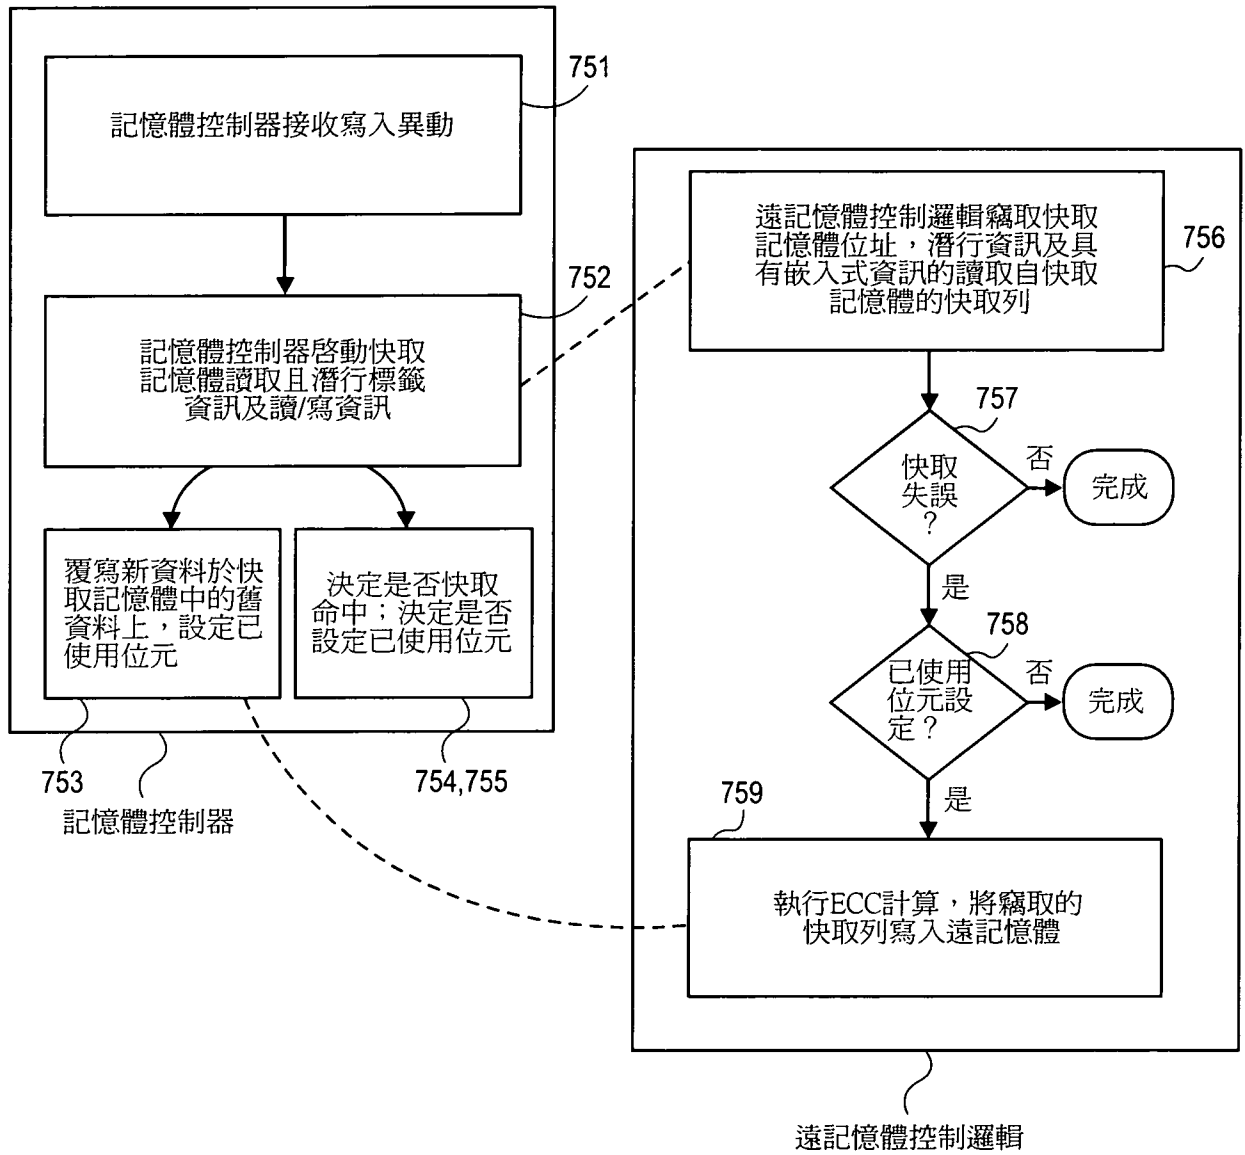 751
記憶體控制器接收寫入異動
752
記憶體控制器啓動快取
記憶體讀取且潛行標籤
資訊及讀/寫資訊
覆寫新資料於快
取記憶體中的舊
資料上，設定已
使用位元
753
決定是否快取
命中；決定是否
設定已使用位元
754,755
記憶體控制器
遠記憶體控制邏輯竊取快取
記憶體位址，潛行資訊及具
有嵌入式資訊的讀取自快取
記憶體的快取列
756
757
快取
失誤
？
否
完成
是
758
已使用
位元設
定？
否
完成
是
759
執行ECC計算，將竊取的
快取列寫入遠記憶體
遠記憶體控制邏輯